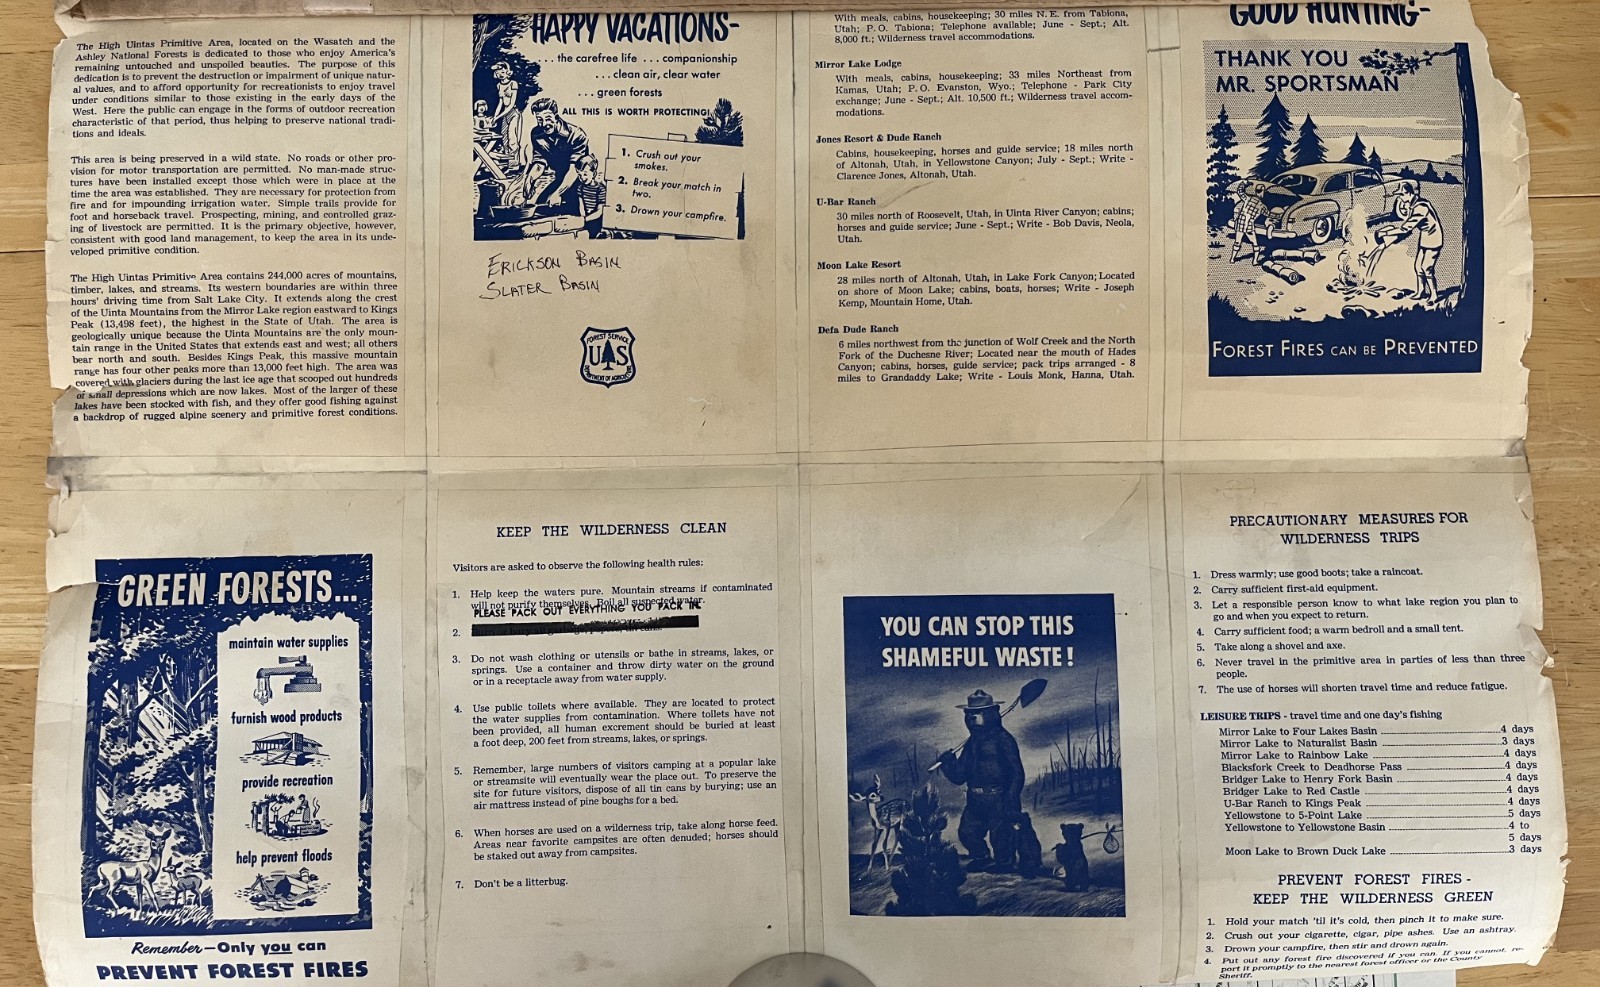 The High Uintas Primitive Area, located on the Wasatch and the
Ashley National Forests is dedicated to those who enjoy America's
remaining untouched and unspoiled beauties. The purpose of this
dedication is to prevent the destruction or impairment of unique natur-
al values, and to afford opportunity for recreationists to enjoy travel
under conditions similar to those existing in the early days of the
West. Here the public can engage in the forms of outdoor recreation
characteristic of that period, thus helping to preserve national tradi-
tions and ideals.
This area is being preserved in a wild state. No roads or other pro-
vision for motor transportation are permitted. No man-made struc-
tures have been installed except those which were in place at the
time the area was established. They are necessary for protection from
fire and for impounding irrigation water. Simple trails provide for
foot and horseback travel. Prospecting, mining, and controlled graz-
ing of livestock are permitted. It is the primary objective, however,
consistent with good land management, to keep the area in its unde-
veloped primitive condition.
The High Uintas Primitive Area contains 244,000 acres of mountains,
timber, lakes, and streams. Its western boundaries are within three
hours' driving time from Salt Lake City. It extends along the crest
of the Uinta Mountains from the Mirror Lake region eastward to Kings
Peak (13,498 feet), the highest in the State of Utah. The area is
geologically unique because the Uinta Mountains are the only moun-
tain range in the United States that extends east and west; all others
bear north and south. Besides Kings Peak, this massive mountain
range has four other peaks more than 13,000 feet high. The area was
covered with glaciers during the last ice age that scooped out hundreds
of small depressions which are now lakes. Most of the larger of these
lakes have been stocked with fish, and they offer good fishing against
a backdrop of rugged alpine scenery and primitive forest conditions.
HAPPY VACATIONS-
... the carefree life ... companionship
... clean air, clear water
... green forests
ALL THIS IS WORTH PROTECTING!
1. Crush out your
smokes.
2. Break your match in
two.
3. Drown your campfire.
ERICKSON BASIN
SLATER BASIN
FOREST SERVICE
U S
DEPARTMENT OF AGRICULTURE
With meals, cabins, housekeeping; 30 miles N.E. from Tabiona,
Utah; P.O. Tabiona; Telephone available; June - Sept.; Alt.
8,000 ft.; Wilderness travel accommodations.
Mirror Lake Lodge
With meals, cabins, housekeeping; 33 miles Northeast from
Kamas, Utah; P.O. Evanston, Wyo.; Telephone - Park City
exchange; June - Sept.; Alt. 10,500 ft.; Wilderness travel accom-
modations.
Jones Resort & Dude Ranch
Cabins, housekeeping, horses and guide service; 18 miles north
of Altonah, Utah, in Yellowstone Canyon; July - Sept.; Write -
Clarence Jones, Altonah, Utah.
U-Bar Ranch
30 miles north of Roosevelt, Utah, in Uinta River Canyon; cabins;
horses and guide service; June - Sept.; Write - Bob Davis, Neola,
Utah.
Moon Lake Resort
28 miles north of Altonah, Utah, in Lake Fork Canyon; Located
on shore of Moon Lake; cabins, boats, horses; Write - Joseph
Kemp, Mountain Home, Utah.
Defa Dude Ranch
6 miles northwest from the junction of Wolf Creek and the North
Fork of the Duchesne River; Located near the mouth of Hades
Canyon; cabins, horses, guide service; pack trips arranged - 8
miles to Grandaddy Lake; Write - Louis Monk, Hanna, Utah.
GOOD HUNTING-
THANK YOU
MR. SPORTSMAN
FOREST FIRES CAN BE PREVENTED
GREEN FORESTS...
maintain water supplies
furnish wood products
provide recreation
help prevent floods
Remember-Only you can
PREVENT FOREST FIRES
KEEP THE WILDERNESS CLEAN
Visitors are asked to observe the following health rules:
1. Help keep the waters pure. Mountain streams if contaminated
will not purify themselves. Boil all suspected water.
PLEASE PACK OUT EVERYTHING YOU PACK IN.
2.
3. Do not wash clothing or utensils or bathe in streams, lakes, or
springs. Use a container and throw dirty water on the ground
or in a receptacle away from water supply.
4. Use public toilets where available. They are located to protect
the water supplies from contamination. Where toilets have not
been provided, all human excrement should be buried at least
a foot deep, 200 feet from streams, lakes, or springs.
5. Remember, large numbers of visitors camping at a popular lake
or streamsite will eventually wear the place out. To preserve the
site for future visitors, dispose of all tin cans by burying; use an
air mattress instead of pine boughs for a bed.
6. When horses are used on a wilderness trip, take along horse feed.
Areas near favorite campsites are often denuded; horses should
be staked out away from campsites.
7. Don't be a litterbug.
YOU CAN STOP THIS
SHAMEFUL WASTE!
PRECAUTIONARY MEASURES FOR
WILDERNESS TRIPS
1. Dress warmly; use good boots; take a raincoat.
2. Carry sufficient first-aid equipment.
3. Let a responsible person know to what lake region you plan to
go and when you expect to return.
4. Carry sufficient food; a warm bedroll and a small tent.
5. Take along a shovel and axe.
6. Never travel in the primitive area in parties of less than three
people.
7. The use of horses will shorten travel time and reduce fatigue.
LEISURE TRIPS - travel time and one day's fishing
Mirror Lake to Four Lakes Basin 4 days
Mirror Lake to Naturalist Basin 3 days
Mirror Lake to Rainbow Lake 4 days
Blacksfork Creek to Deadhorse Pass 4 days
Bridger Lake to Henry Fork Basin 4 days
Bridger Lake to Red Castle 4 days
U-Bar Ranch to Kings Peak 4 days
Yellowstone to 5-Point Lake 5 days
Yellowstone to Yellowstone Basin 4 to
5 days
Moon Lake to Brown Duck Lake 3 days
PREVENT FOREST FIRES -
KEEP THE WILDERNESS GREEN
1. Hold your match 'til it's cold, then pinch it to make sure.
2. Crush out your cigarette, cigar, pipe ashes. Use an ashtray.
3. Drown your campfire, then stir and drown again.
4. Put out any forest fire discovered if you can. If you cannot, re-
port it promptly to the nearest forest officer or the County
Sheriff.